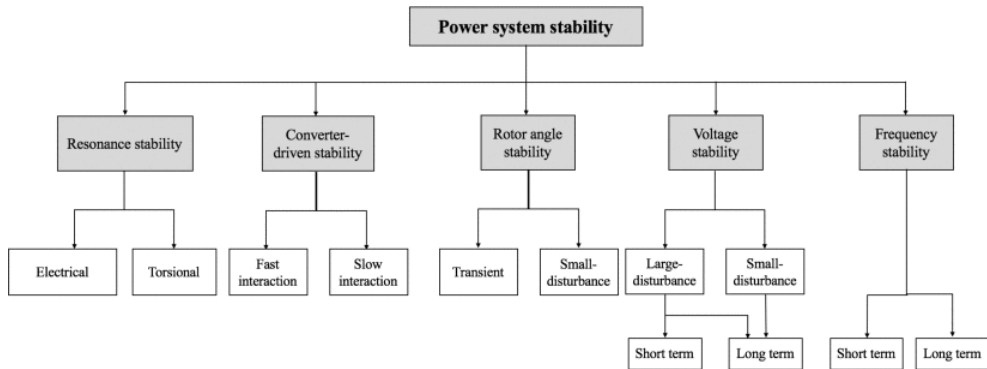 Power system stability
Resonance stability
Converter-
driven stability
Rotor angle
stability
Voltage
stability
Frequency
stability
Electrical
Torsional
Fast
interaction
Slow
interaction
Transient
Small-
disturbance
Large-
disturbance
Small-
disturbance
Short term
Long term
Short term
Long term